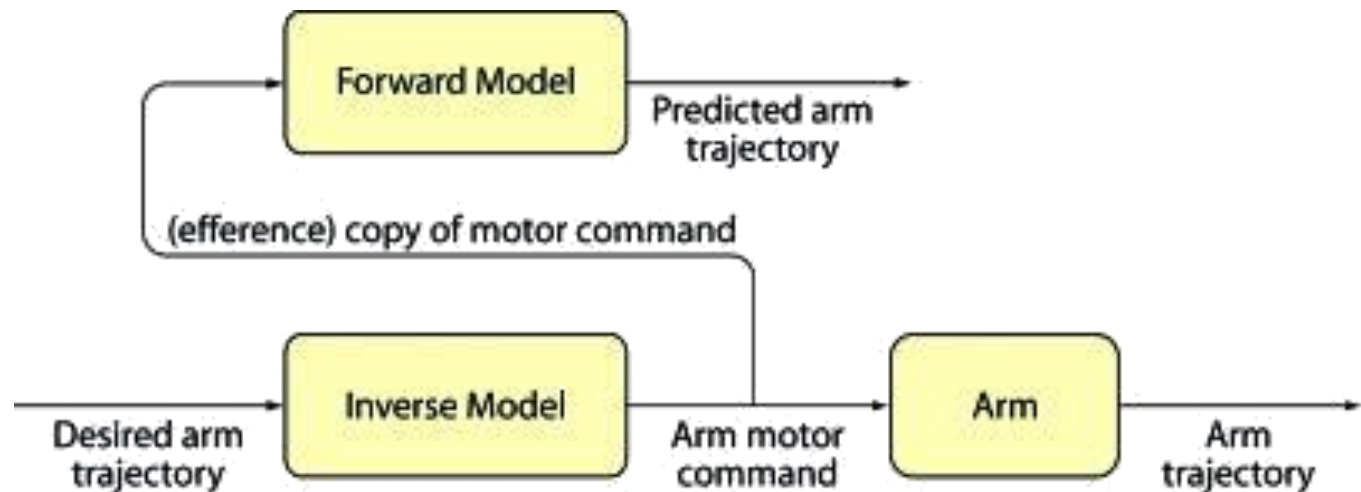 Forward Model
Predicted arm
trajectory
(efference) copy of motor command
Inverse Model
Arm
Desired arm
trajectory
Arm motor
command
Arm
trajectory